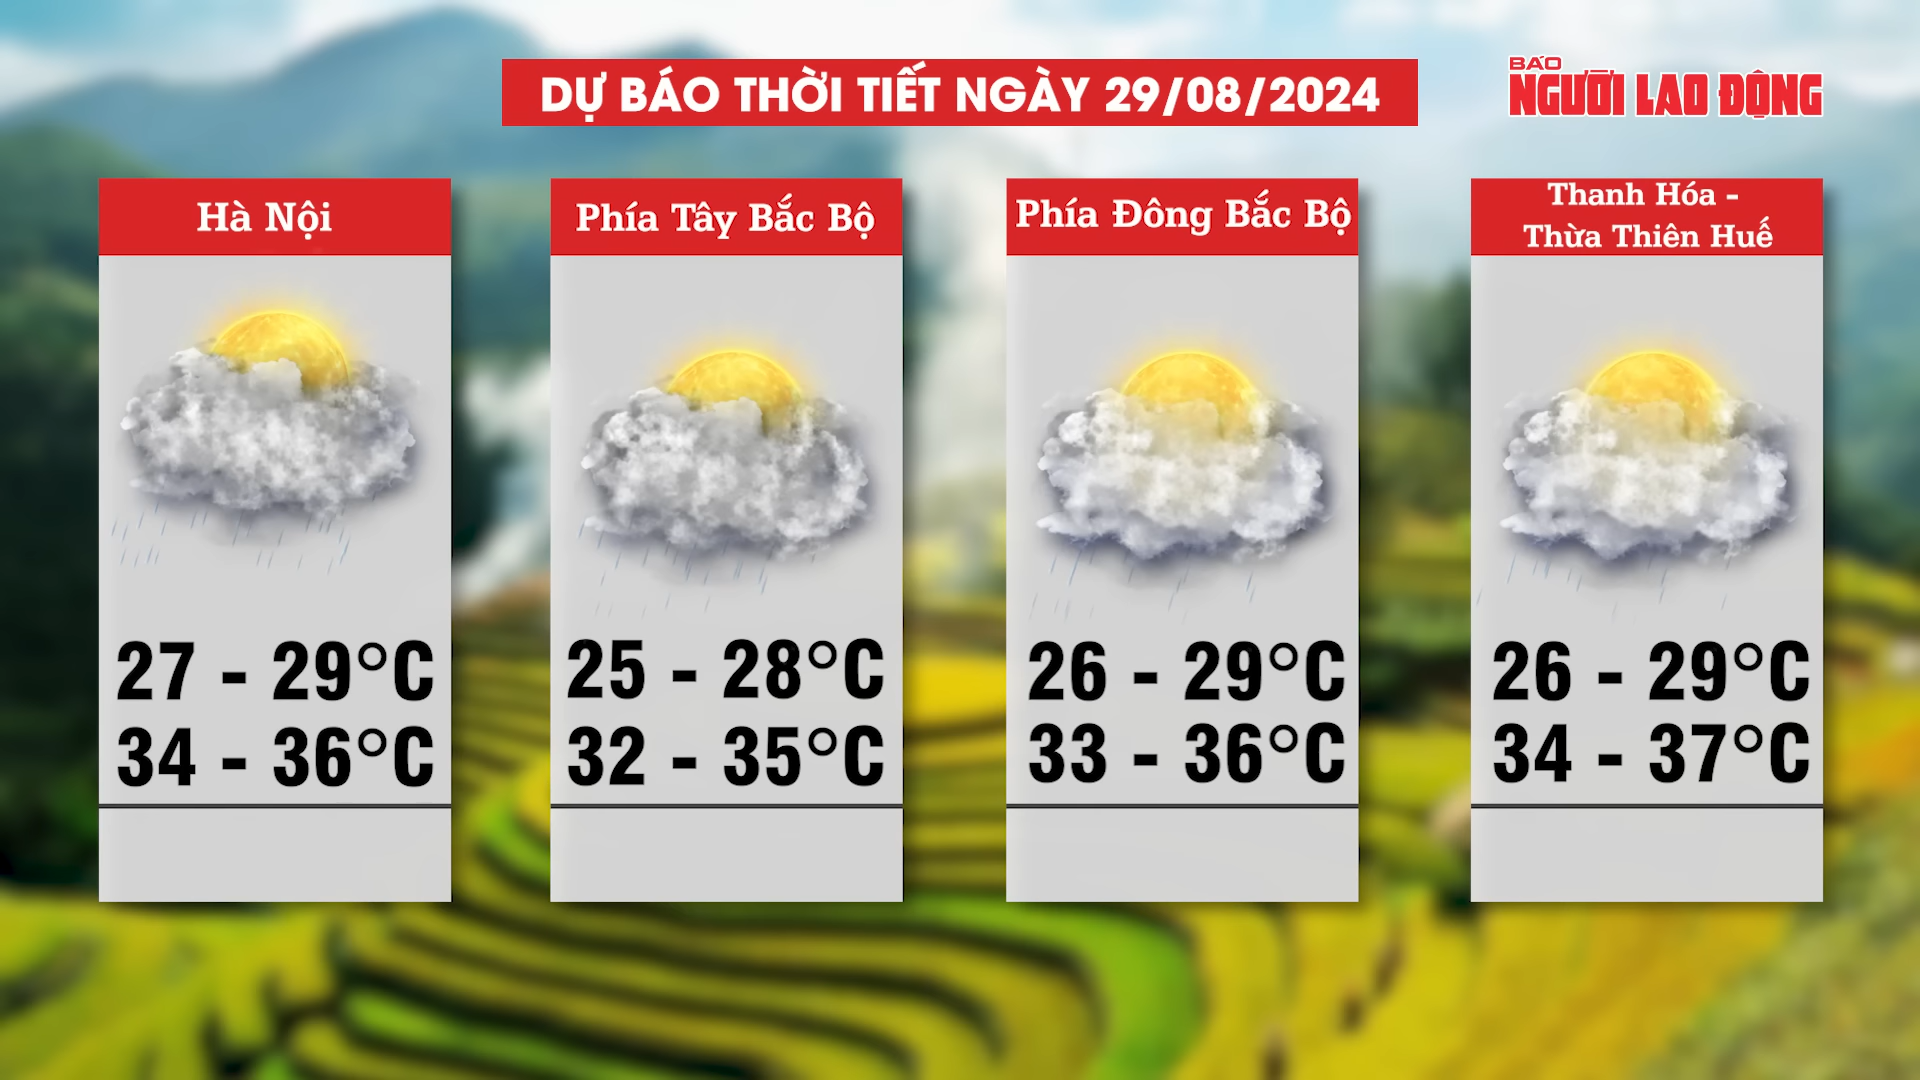 DỰ BÁO THỜI TIẾT NGÀY 29/08/2024
BÁO
NGƯỜI LAO ĐỘNG
Hà Nội
27 - 29°C
34 - 36°C
Phía Tây Bắc Bộ
25 - 28°C
32 - 35°C
Phía Đông Bắc Bộ
26 - 29°C
33 - 36°C
Thanh Hóa -
Thừa Thiên Huế
26 - 29°C
34 - 37°C